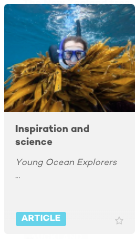 Inspiration and
science
Young Ocean Explorers
...
ARTICLE